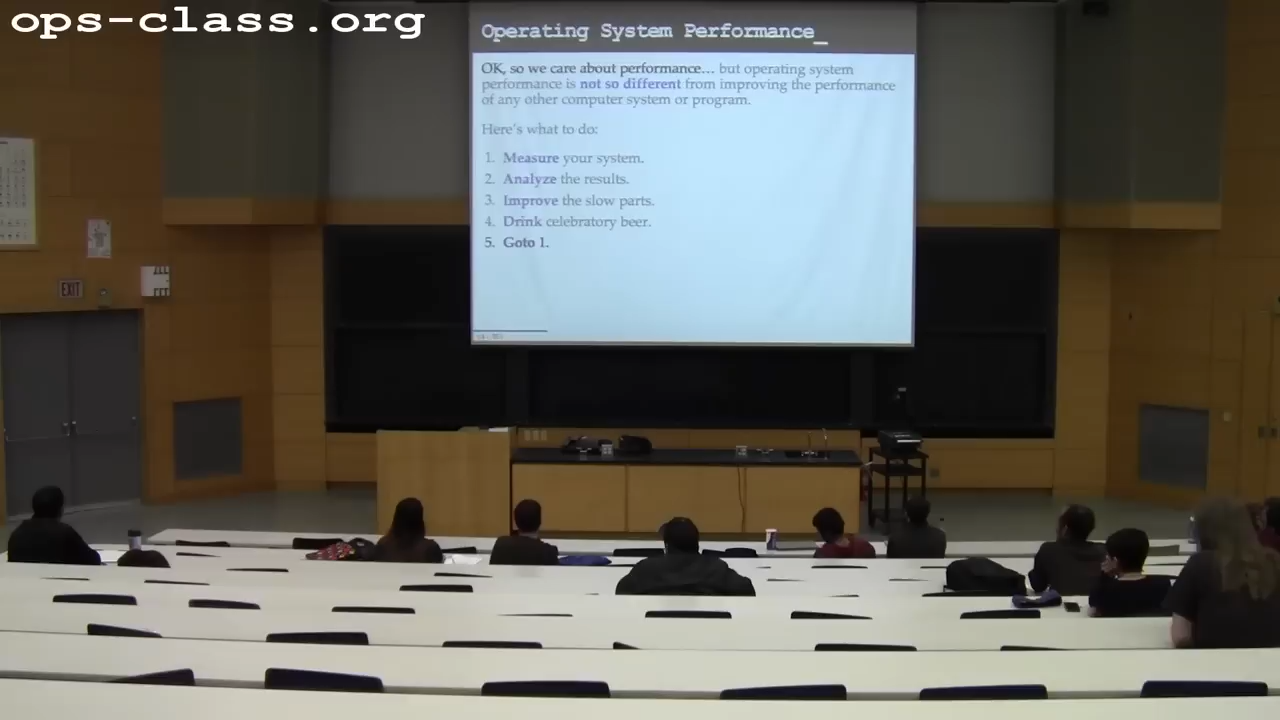 ops-class.org
Operating System Performance_
OK, so we care about performance... but operating system
performance is not so different from improving the performance
of any other computer system or program.
Here's what to do:
1. Measure your system.
2. Analyze the results.
3. Improve the slow parts.
4. Drink celebratory beer.
5. Goto 1.
EXIT